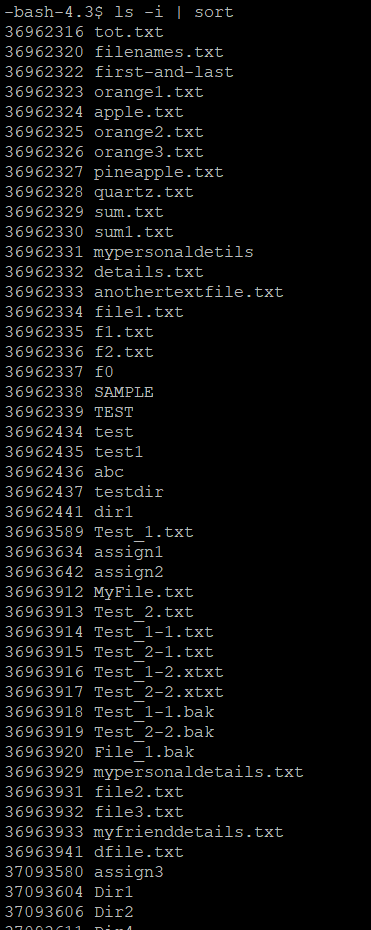 -bash-4.3$ ls -i | sort
36962316 tot.txt
36962320 filenames.txt
36962322 first-and-last
36962323 orange1.txt
36962324 apple.txt
36962325 orange2.txt
36962326 orange3.txt
36962327 pineapple.txt
36962328 quartz.txt
36962329 sum.txt
36962330 sum1.txt
36962331 mypersonaldetils
36962332 details.txt
36962333 anothertextfile.txt
36962334 file1.txt
36962335 f1.txt
36962336 f2.txt
36962337 f0
36962338 SAMPLE
36962339 TEST
36962434 test
36962435 test1
36962436 abc
36962437 testdir
36962441 dir1
36963589 Test_1.txt
36963634 assign1
36963642 assign2
36963912 MyFile.txt
36963913 Test_2.txt
36963914 Test_1-1.txt
36963915 Test_2-1.txt
36963916 Test_1-2.xtxt
36963917 Test_2-2.xtxt
36963918 Test_1-1.bak
36963919 Test_2-2.bak
36963920 File_1.bak
36963929 mypersonaldetails.txt
36963931 file2.txt
36963932 file3.txt
36963933 myfrienddetails.txt
36963941 dfile.txt
37093580 assign3
37093604 Dir1
37093606 Dir2